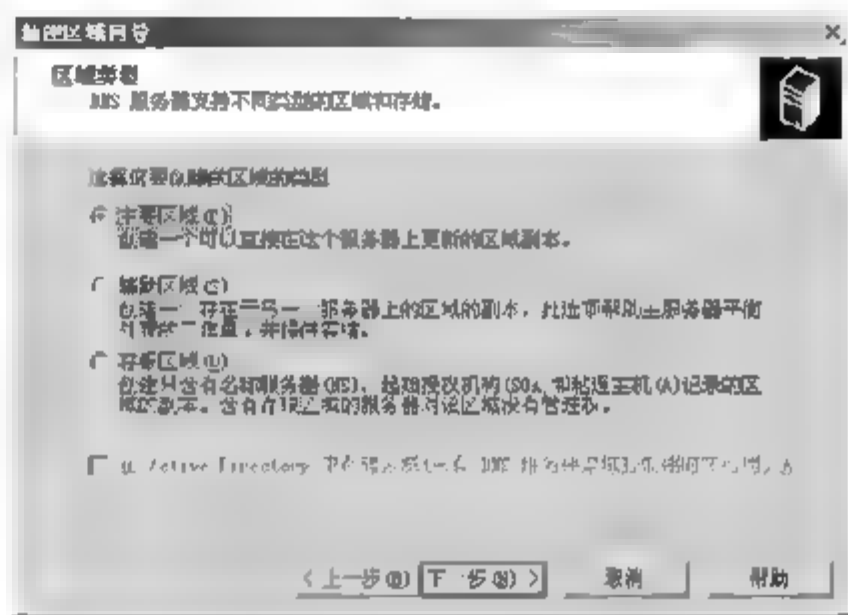 新建区域向导
区域类型
DNS 服务器支持不同类型的区域和存储。
选择您要创建的区域的类型
主要区域(P)
创建一个可以直接在这个服务器上更新的区域副本。
辅助区域(S)
创建一个存在于另一个服务器上的区域的副本。此选项帮助主服务器平衡
处理的工作量，并提供容错。
存根区域(U)
创建只含有名称服务器(NS)、起始授权机构(SOA)和粘连主机(A)记录的区
域的副本。含有存根区域的服务器对该区域没有管理权。
Active Directory
DNS
< 上一步(B)
下一步(N) >
取消
帮助